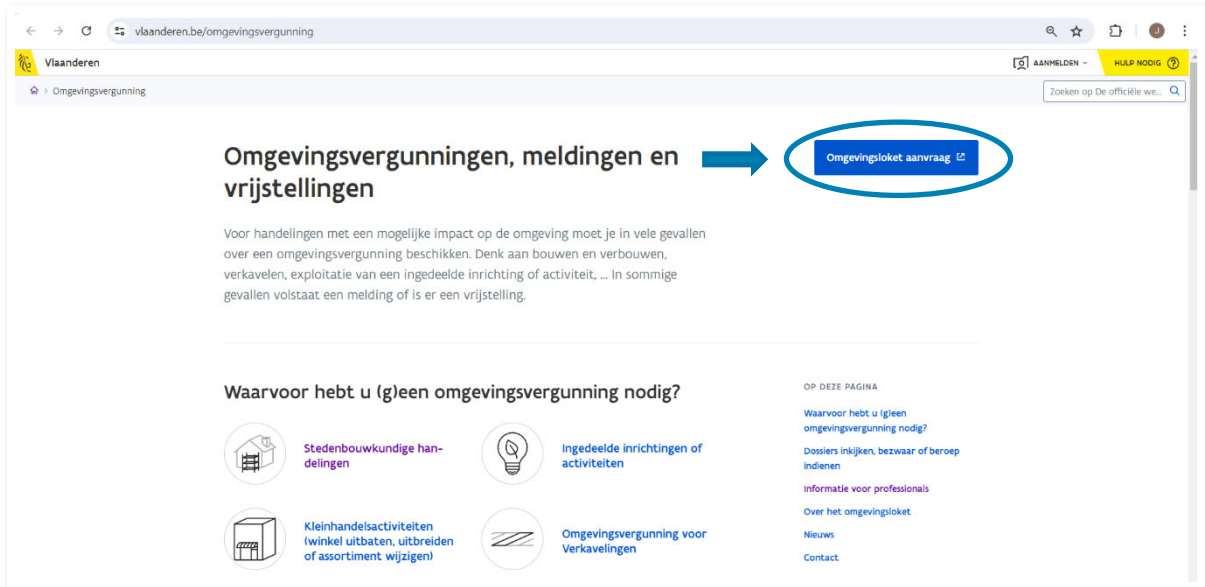 vlaanderen.be/omgevingsvergunning
Vlaanderen
AANMELDEN
HULP NODIG
Omgevingsvergunning
Zoeken op De officiële we...
Omgevingsvergunningen, meldingen en
vrijstellingen
Omgevingsloket aanvraag
Voor handelingen met een mogelijke impact op de omgeving moet je in vele gevallen
over een omgevingsvergunning beschikken. Denk aan bouwen en verbouwen,
verkavelen, exploitatie van een ingedeelde inrichting of activiteit, ... In sommige
gevallen volstaat een melding of is er een vrijstelling.
Waarvoor hebt u (g)een omgevingsvergunning nodig?
Stedenbouwkundige han-
delingen
Ingedeelde inrichtingen of
activiteiten
Kleinhandelsactiviteiten
(winkel uitbaten, uitbreiden
of assortiment wijzigen)
Omgevingsvergunning voor
Verkavelingen
OP DEZE PAGINA
Waarvoor hebt u (g)een
omgevingsvergunning nodig?
Dossiers inkijken, bezwaar of beroep
indienen
Informatie voor professionals
Over het omgevingsloket
Nieuws
Contact